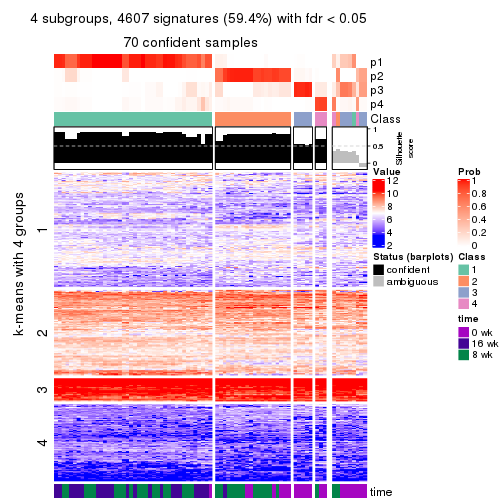 4 subgroups, 4607 signatures (59.4%) with fdr < 0.05
70 confident samples
p1
p2
p3
p4
Class
1
0.5
0
Silhouette
score
k-means with 4 groups
1
2
3
4
time
Value
12
10
8
6
4
2
Prob
1
0.8
0.6
0.4
0.2
0
Status (barplots)
confident
ambiguous
Class
1
2
3
4
time
0 wk
16 wk
8 wk